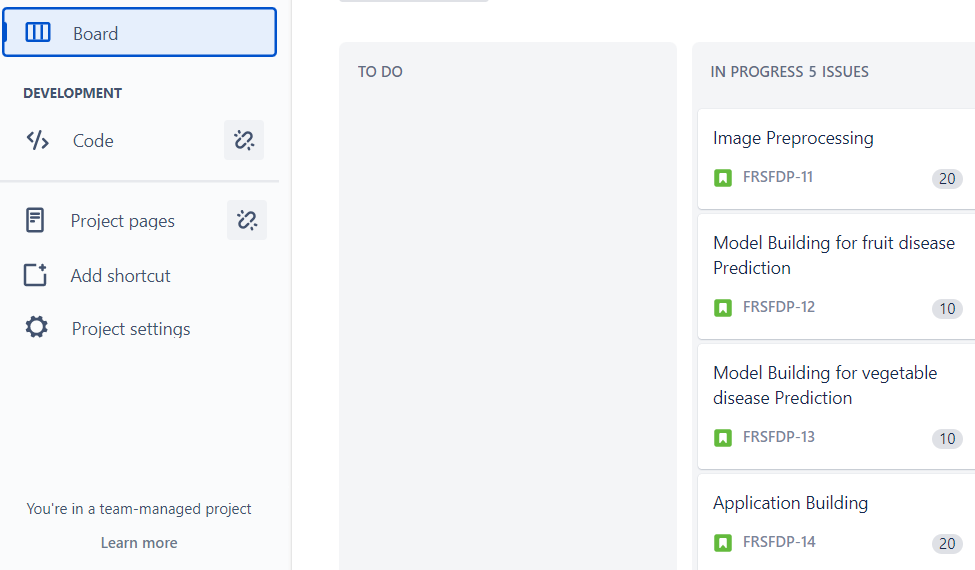 Board
DEVELOPMENT
Code
Project pages
Add shortcut
Project settings
You're in a team-managed project
Learn more
TO DO
IN PROGRESS 5 ISSUES
Image Preprocessing
FRSFDP-11
20
Model Building for fruit disease
Prediction
FRSFDP-12
10
Model Building for vegetable
disease Prediction
FRSFDP-13
10
Application Building
FRSFDP-14
20